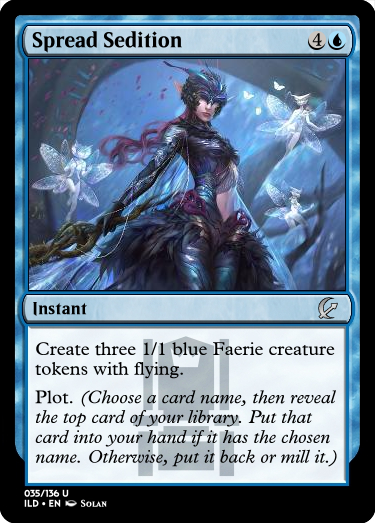 Spread Sedition 4
Instant
Create three 1/1 blue Faerie creature
tokens with flying.
Plot. (Choose a card name, then reveal
the top card of your library. Put that
card into your hand if it has the chosen
name. Otherwise, put it back or mill it.)
035/136 U
ILD • EN SOLAN